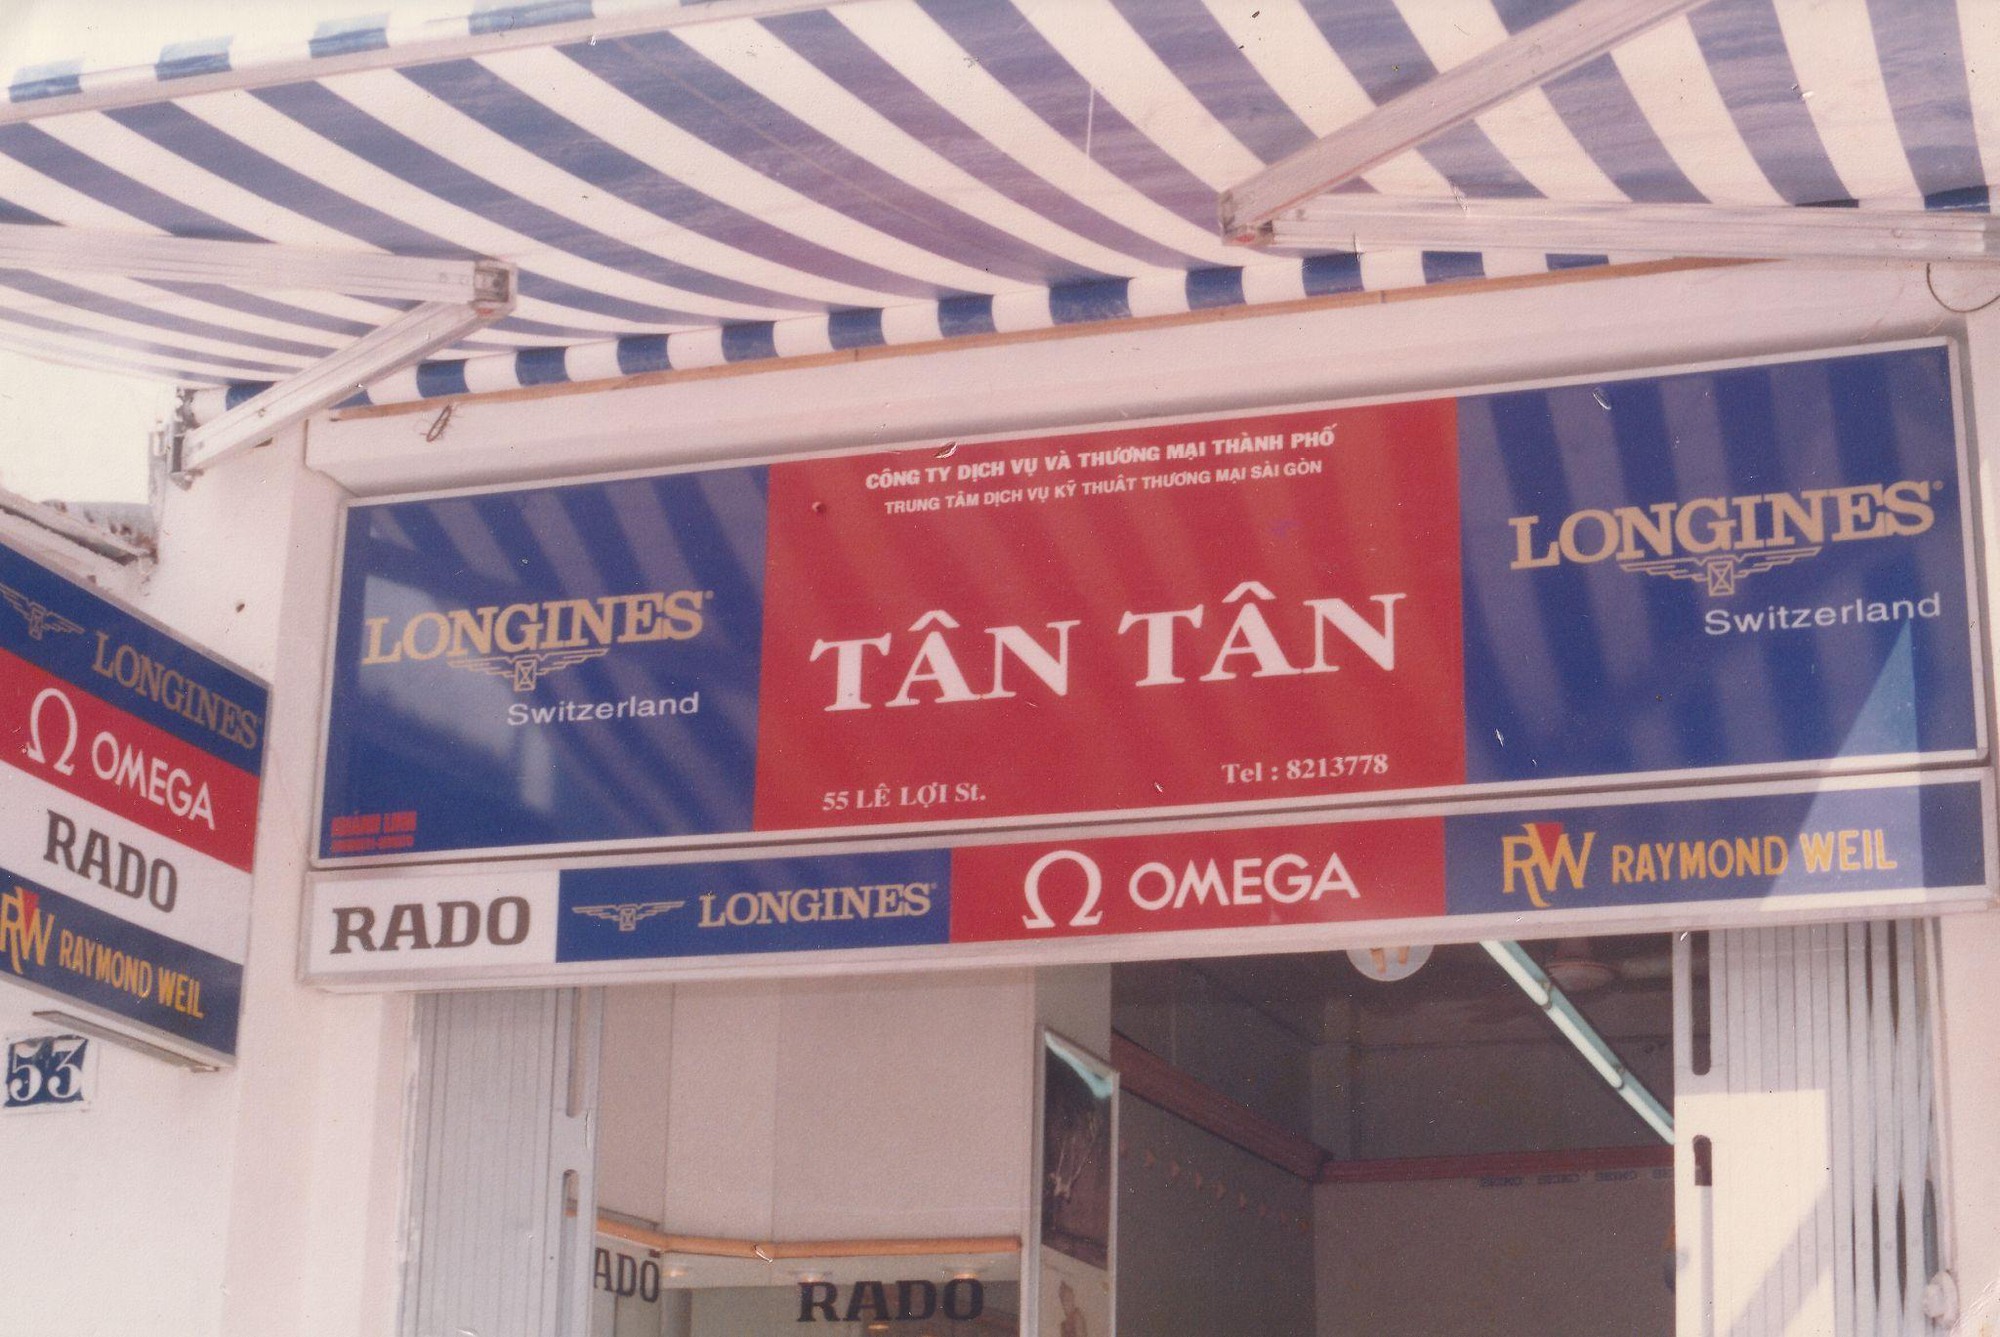 CÔNG TY DỊCH VỤ VÀ THƯƠNG MẠI THÀNH PHỐ
TRUNG TÂM DỊCH VỤ KỸ THUẬT THƯƠNG MẠI SÀI GÒN
LONGINES
Switzerland
TÂN TÂN
LONGINES
Switzerland
55 LÊ LỢI St.
Tel : 8213778
RADO
LONGINES
OMEGA
RW RAYMOND WEIL
LONGINES
Ω OMEGA
RADO
RW RAYMOND WEIL
53
RADO
RADO